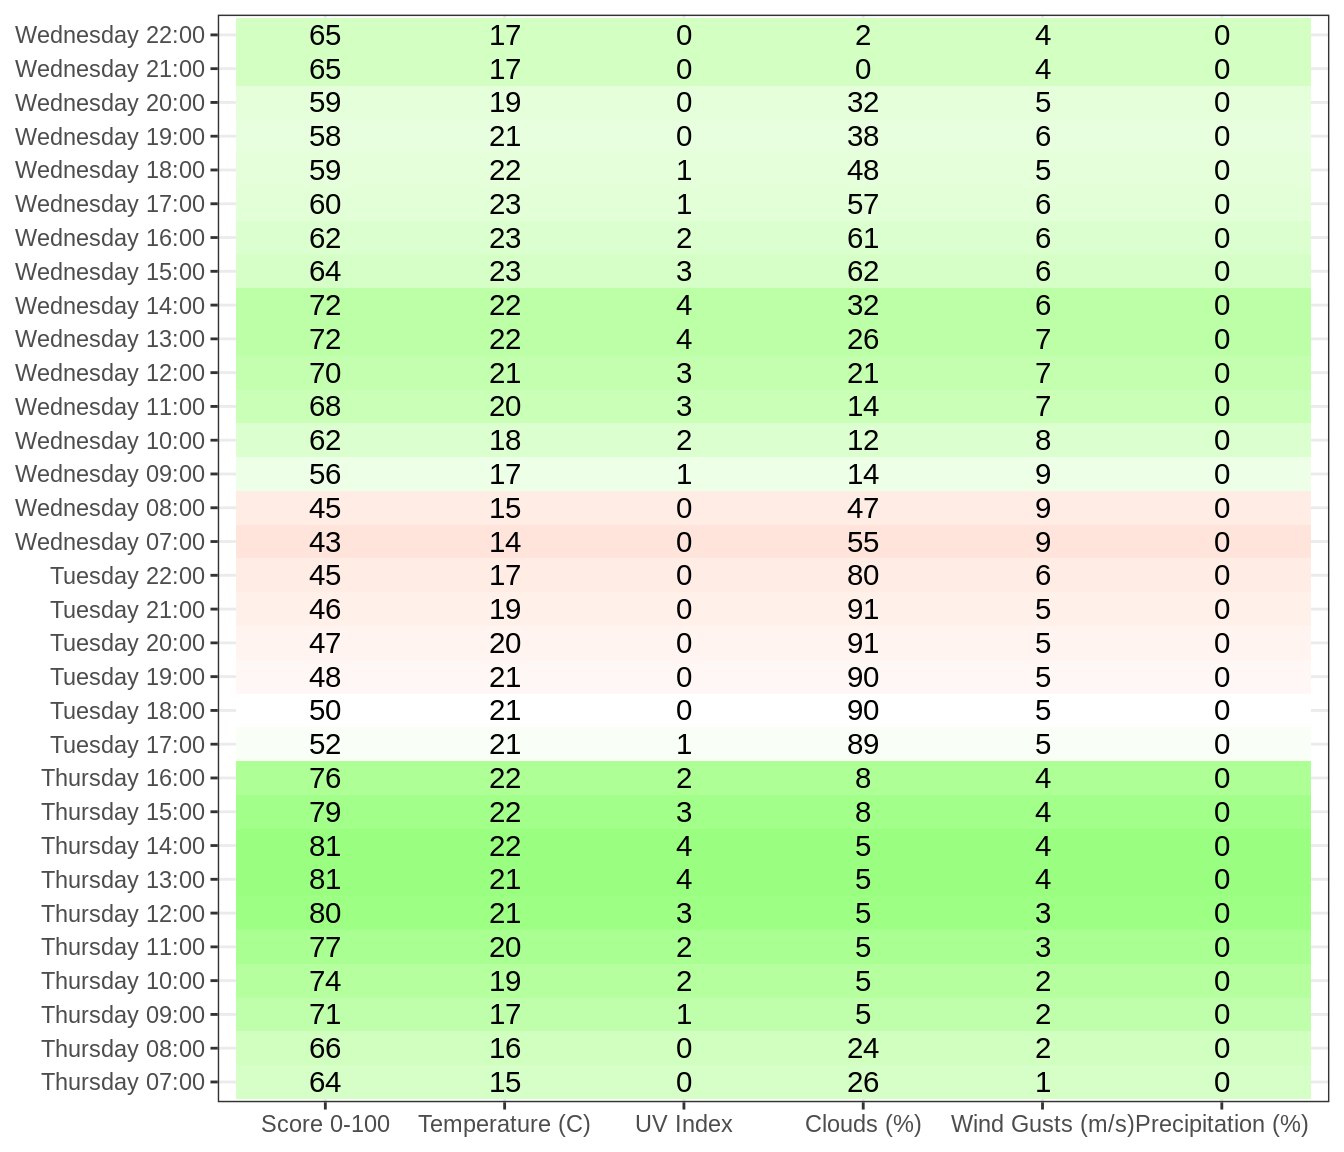 Wednesday 22:00 65 17 0 2 4 0
Wednesday 21:00 65 17 0 0 4 0
Wednesday 20:00 59 19 0 32 5 0
Wednesday 19:00 58 21 0 38 6 0
Wednesday 18:00 59 22 1 48 5 0
Wednesday 17:00 60 23 1 57 6 0
Wednesday 16:00 62 23 2 61 6 0
Wednesday 15:00 64 23 3 62 6 0
Wednesday 14:00 72 22 4 32 6 0
Wednesday 13:00 72 22 4 26 7 0
Wednesday 12:00 70 21 3 21 7 0
Wednesday 11:00 68 20 3 14 7 0
Wednesday 10:00 62 18 2 12 8 0
Wednesday 09:00 56 17 1 14 9 0
Wednesday 08:00 45 15 0 47 9 0
Wednesday 07:00 43 14 0 55 9 0
Tuesday 22:00 45 17 0 80 6 0
Tuesday 21:00 46 19 0 91 5 0
Tuesday 20:00 47 20 0 91 5 0
Tuesday 19:00 48 21 0 90 5 0
Tuesday 18:00 50 21 0 90 5 0
Tuesday 17:00 52 21 1 89 5 0
Thursday 16:00 76 22 2 8 4 0
Thursday 15:00 79 22 3 8 4 0
Thursday 14:00 81 22 4 5 4 0
Thursday 13:00 81 21 4 5 4 0
Thursday 12:00 80 21 3 5 3 0
Thursday 11:00 77 20 2 5 3 0
Thursday 10:00 74 19 2 5 2 0
Thursday 09:00 71 17 1 5 2 0
Thursday 08:00 66 16 0 24 2 0
Thursday 07:00 64 15 0 26 1 0
Score 0-100 Temperature (C) UV Index Clouds (%) Wind Gusts (m/s) Precipitation (%)